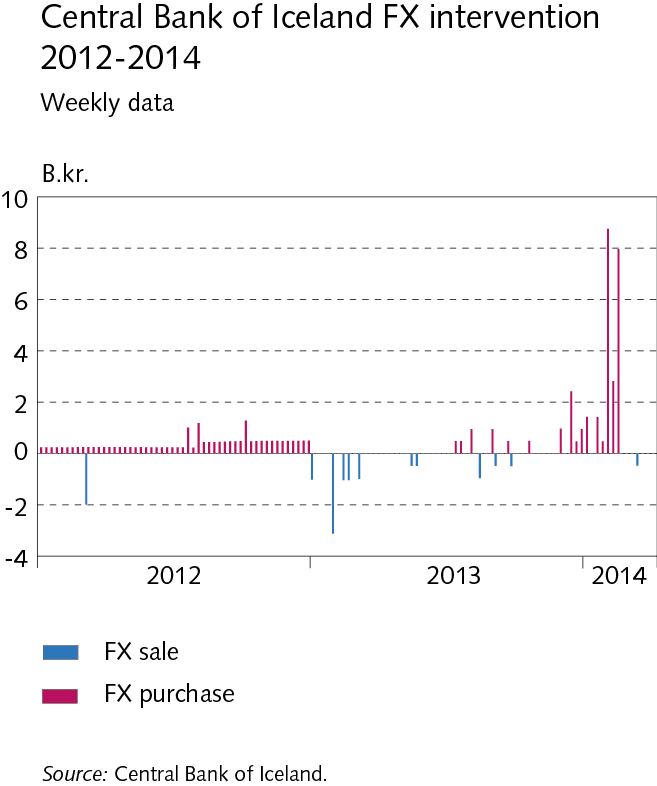 Central Bank of Iceland FX intervention
2012-2014
Weekly data
B.kr.
10
8
6
4
2
0
-2
-4
2012 2013 2014
FX sale
FX purchase
Source: Central Bank of Iceland.